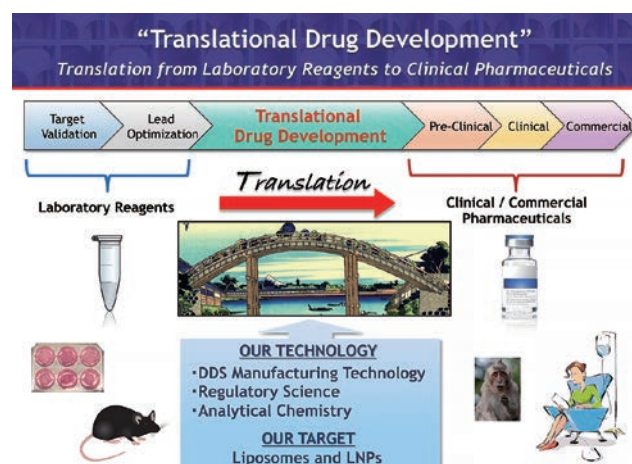 “Translational Drug Development”
Translation from Laboratory Reagents to Clinical Pharmaceuticals
Target
Validation
Lead
Optimization
Translational
Drug Development
Pre-Clinical
Clinical
Commercial
Translation
Laboratory Reagents
Clinical / Commercial
Pharmaceuticals
OUR TECHNOLOGY
・DDS Manufacturing Technology
・Regulatory Science
・Analytical Chemistry
OUR TARGET
Liposomes and LNPs